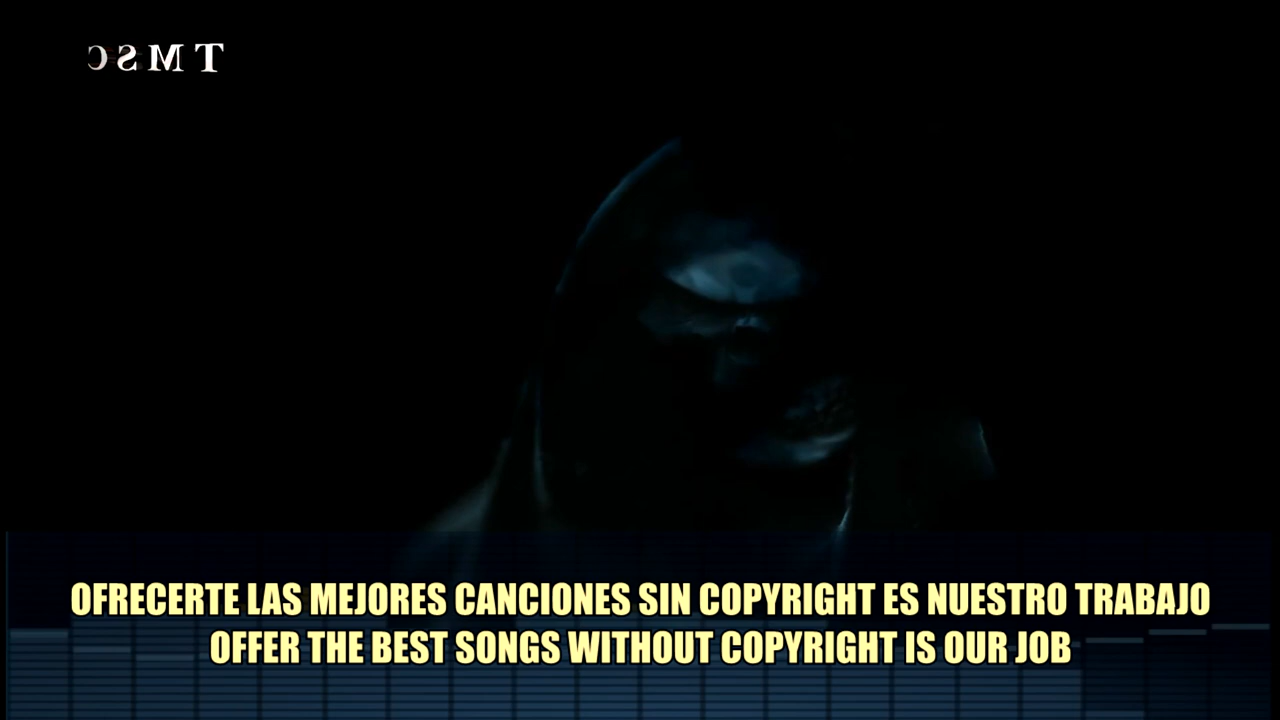 TMSC
OFRECERTE LAS MEJORES CANCIONES SIN COPYRIGHT ES NUESTRO TRABAJO
OFFER THE BEST SONGS WITHOUT COPYRIGHT IS OUR JOB